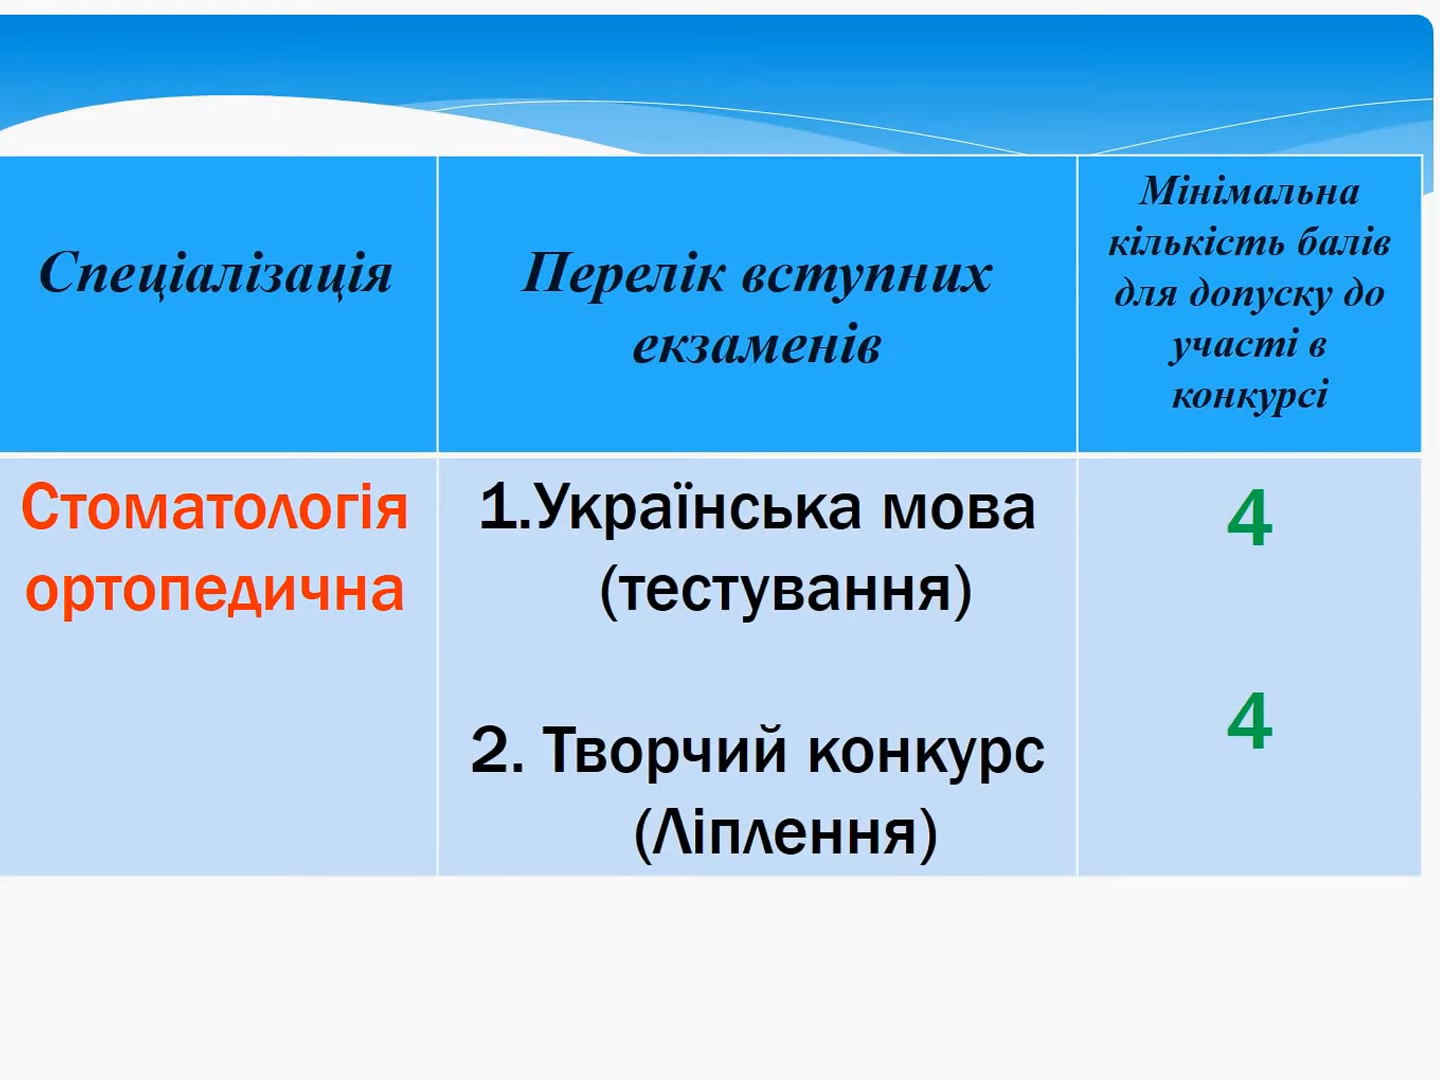 Спеціалізація
Перелік вступних
екзаменів
Мінімальна
кількість балів
для допуску до
участі в
конкурсі
Стоматологія
ортопедична
1.Українська мова
(тестування)
2. Творчий конкурс
(Ліплення)
4
4